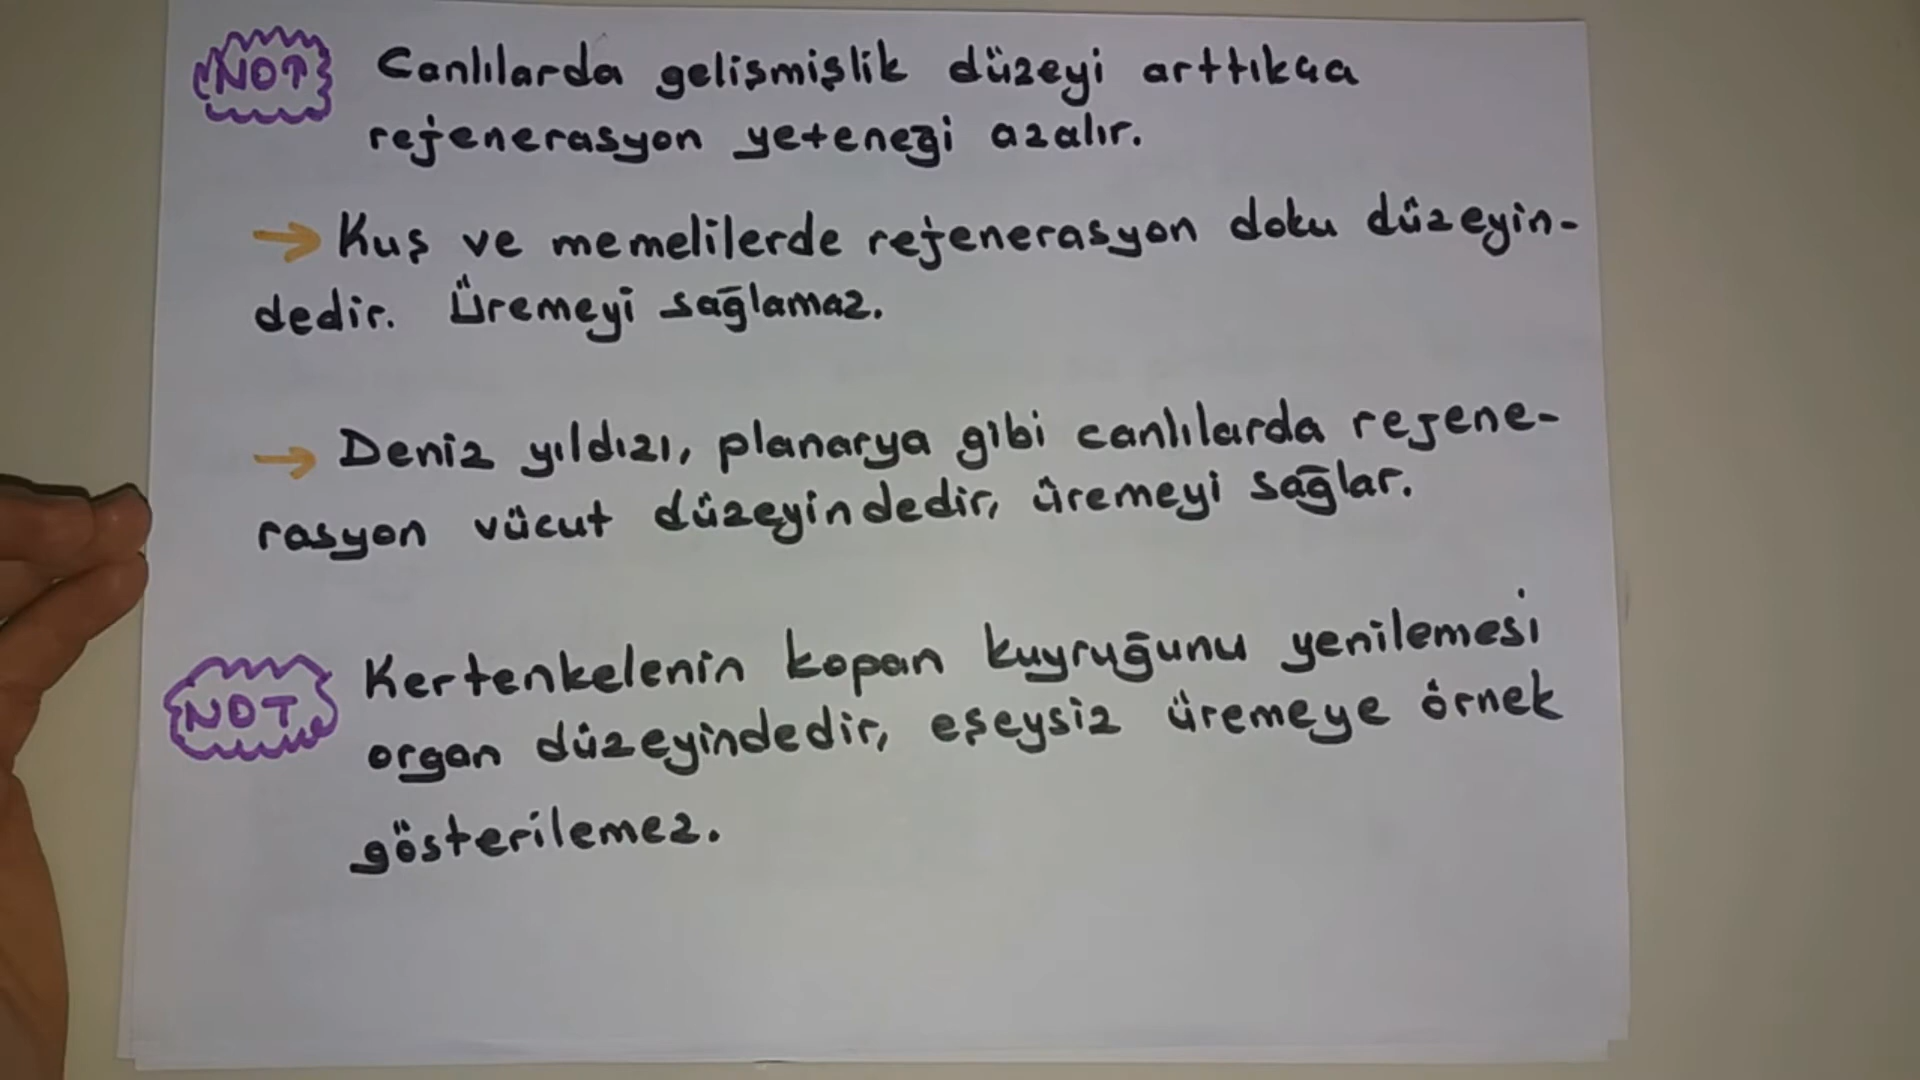 NOT Canlılarda gelişmişlik düzeyi arttıkça
rejenerasyon yeteneği azalır.
→ Kuş ve memelilerde rejenerasyon doku düzeyin-
dedir. Üremeyi sağlamaz.
→ Deniz yıldızı, planarya gibi canlılarda rejene-
rasyon vücut düzeyindedir, üremeyi sağlar.
NOT Kertenkelenin kopan kuyruğunu yenilemesi
organ düzeyindedir, eşeysiz üremeye örnek
gösterilemez.